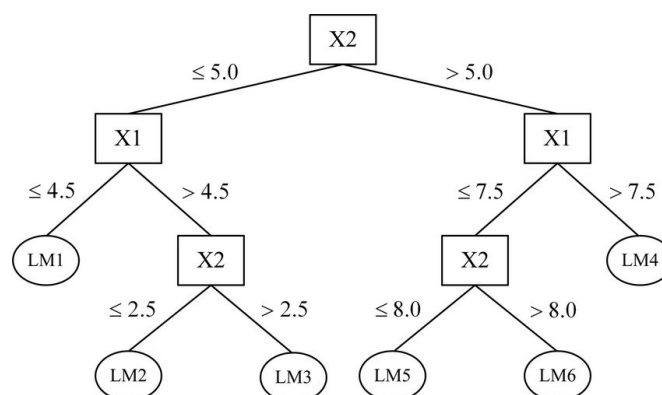 X2
≤ 5.0 > 5.0
X1 X1
≤ 4.5 > 4.5 ≤ 7.5 > 7.5
LM1 X2 X2 LM4
≤ 2.5 > 2.5 ≤ 8.0 > 8.0
LM2 LM3 LM5 LM6